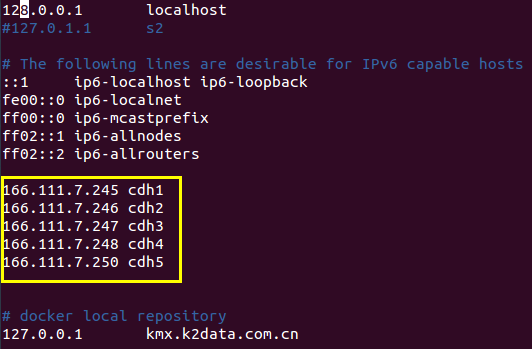 128.0.0.1       localhost
#127.0.1.1      s2
# The following lines are desirable for IPv6 capable hosts
::1     ip6-localhost ip6-loopback
fe00::0 ip6-localnet
ff00::0 ip6-mcastprefix
ff02::1 ip6-allnodes
ff02::2 ip6-allrouters
166.111.7.245 cdh1
166.111.7.246 cdh2
166.111.7.247 cdh3
166.111.7.248 cdh4
166.111.7.250 cdh5
# docker local repository
127.0.0.1       kmx.k2data.com.cn